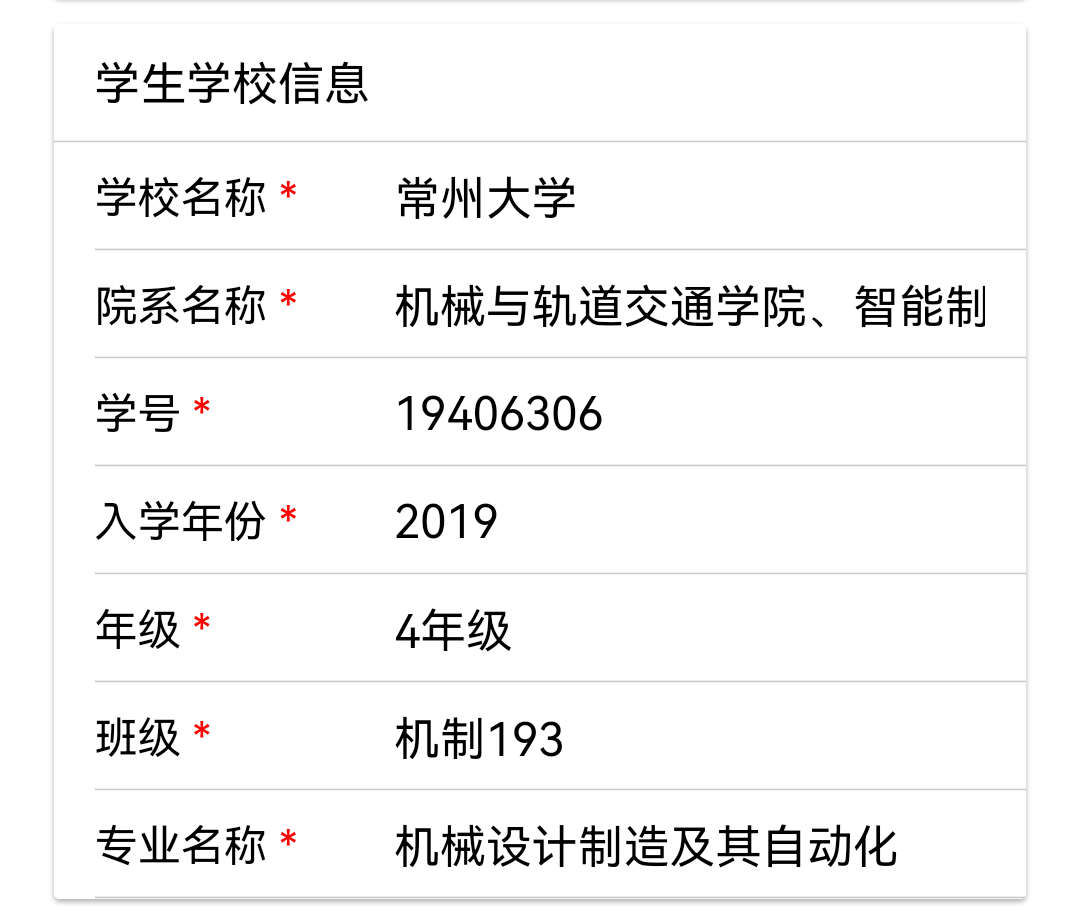 学生学校信息
学校名称 * 常州大学
院系名称 * 机械与轨道交通学院、智能制
学号 * 19406306
入学年份 * 2019
年级 * 4年级
班级 * 机制193
专业名称 * 机械设计制造及其自动化